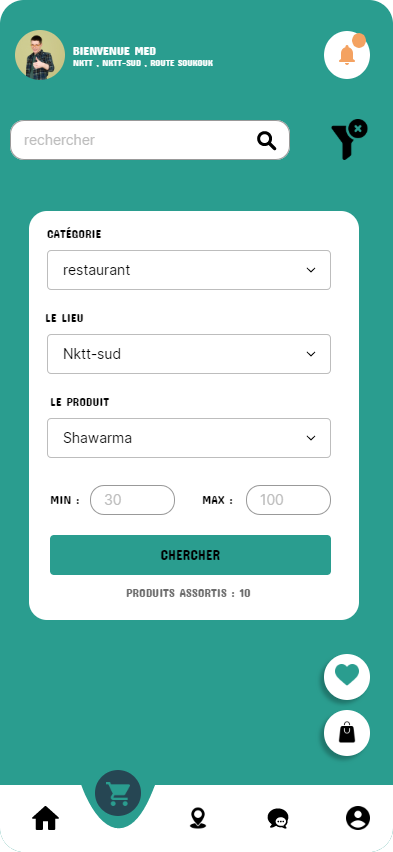 BIENVENUE MED
NKTT , NKTT-SUD , ROUTE SOUKOUK
rechercher
CATÉGORIE
restaurant
LE LIEU
Nktt-sud
LE PRODUIT
Shawarma
MIN : 30 MAX : 100
CHERCHER
PRODUITS ASSORTIS : 10